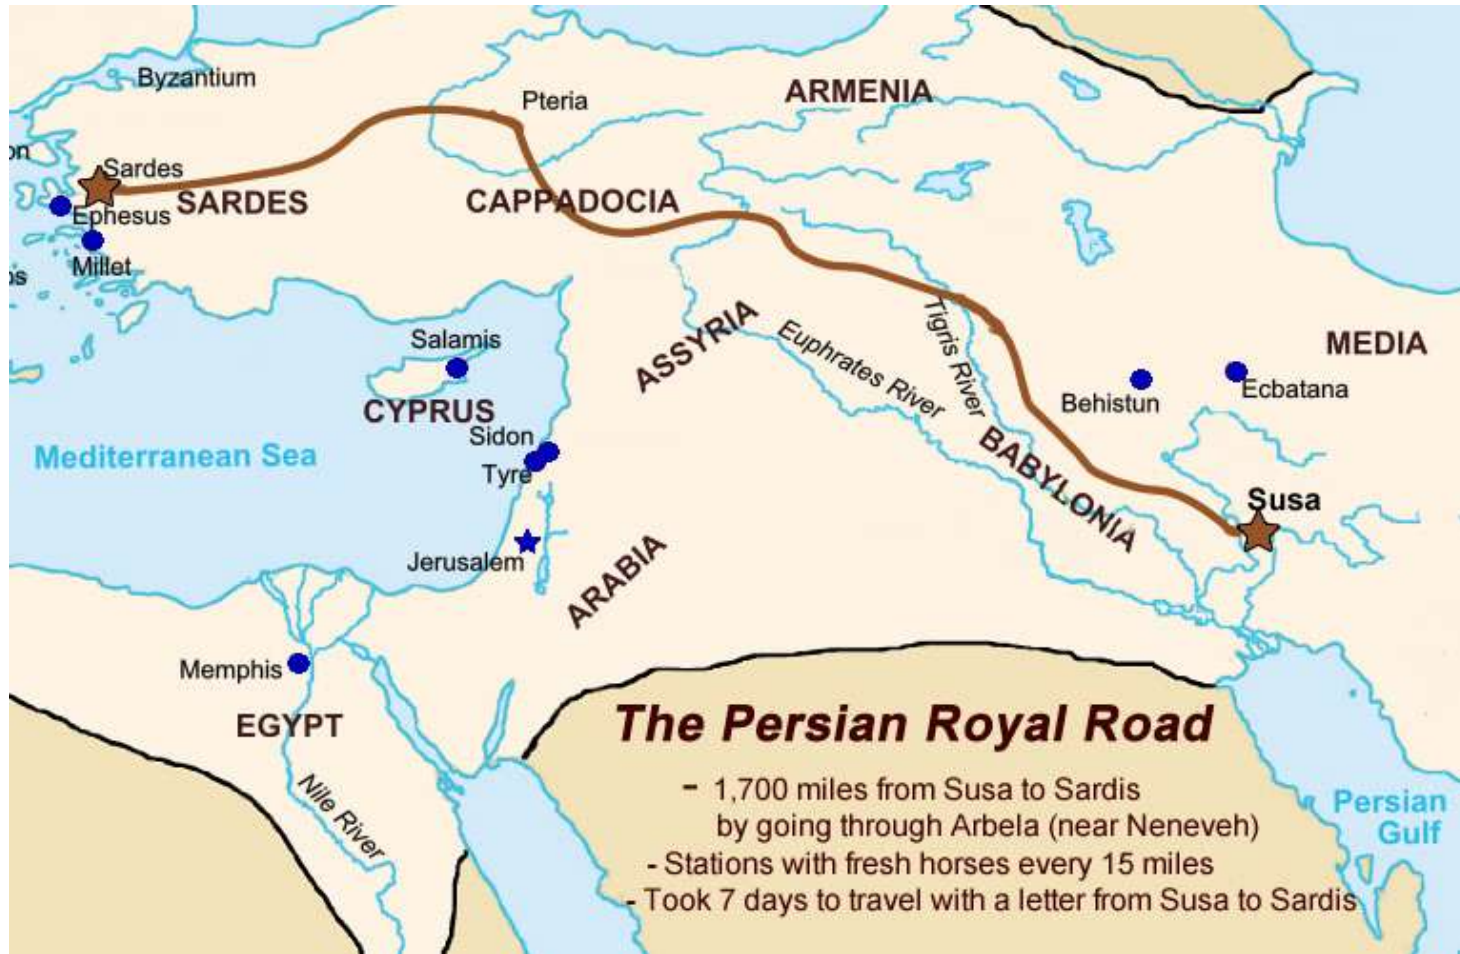 Byzantium
Pteria
ARMENIA
on
Sardes
SARDES
CAPPADOCIA
Ephesus
Millet
os
Salamis
CYPRUS
ASSYRIA
Euphrates River
Tigris River
MEDIA
Behistun
Ecbatana
Mediterranean Sea
Sidon
Tyre
BABYLONIA
Susa
Jerusalem
ARABIA
Memphis
EGYPT
Nile River
The Persian Royal Road
- 1,700 miles from Susa to Sardis
by going through Arbela (near Neneveh)
- Stations with fresh horses every 15 miles
- Took 7 days to travel with a letter from Susa to Sardis
Persian
Gulf